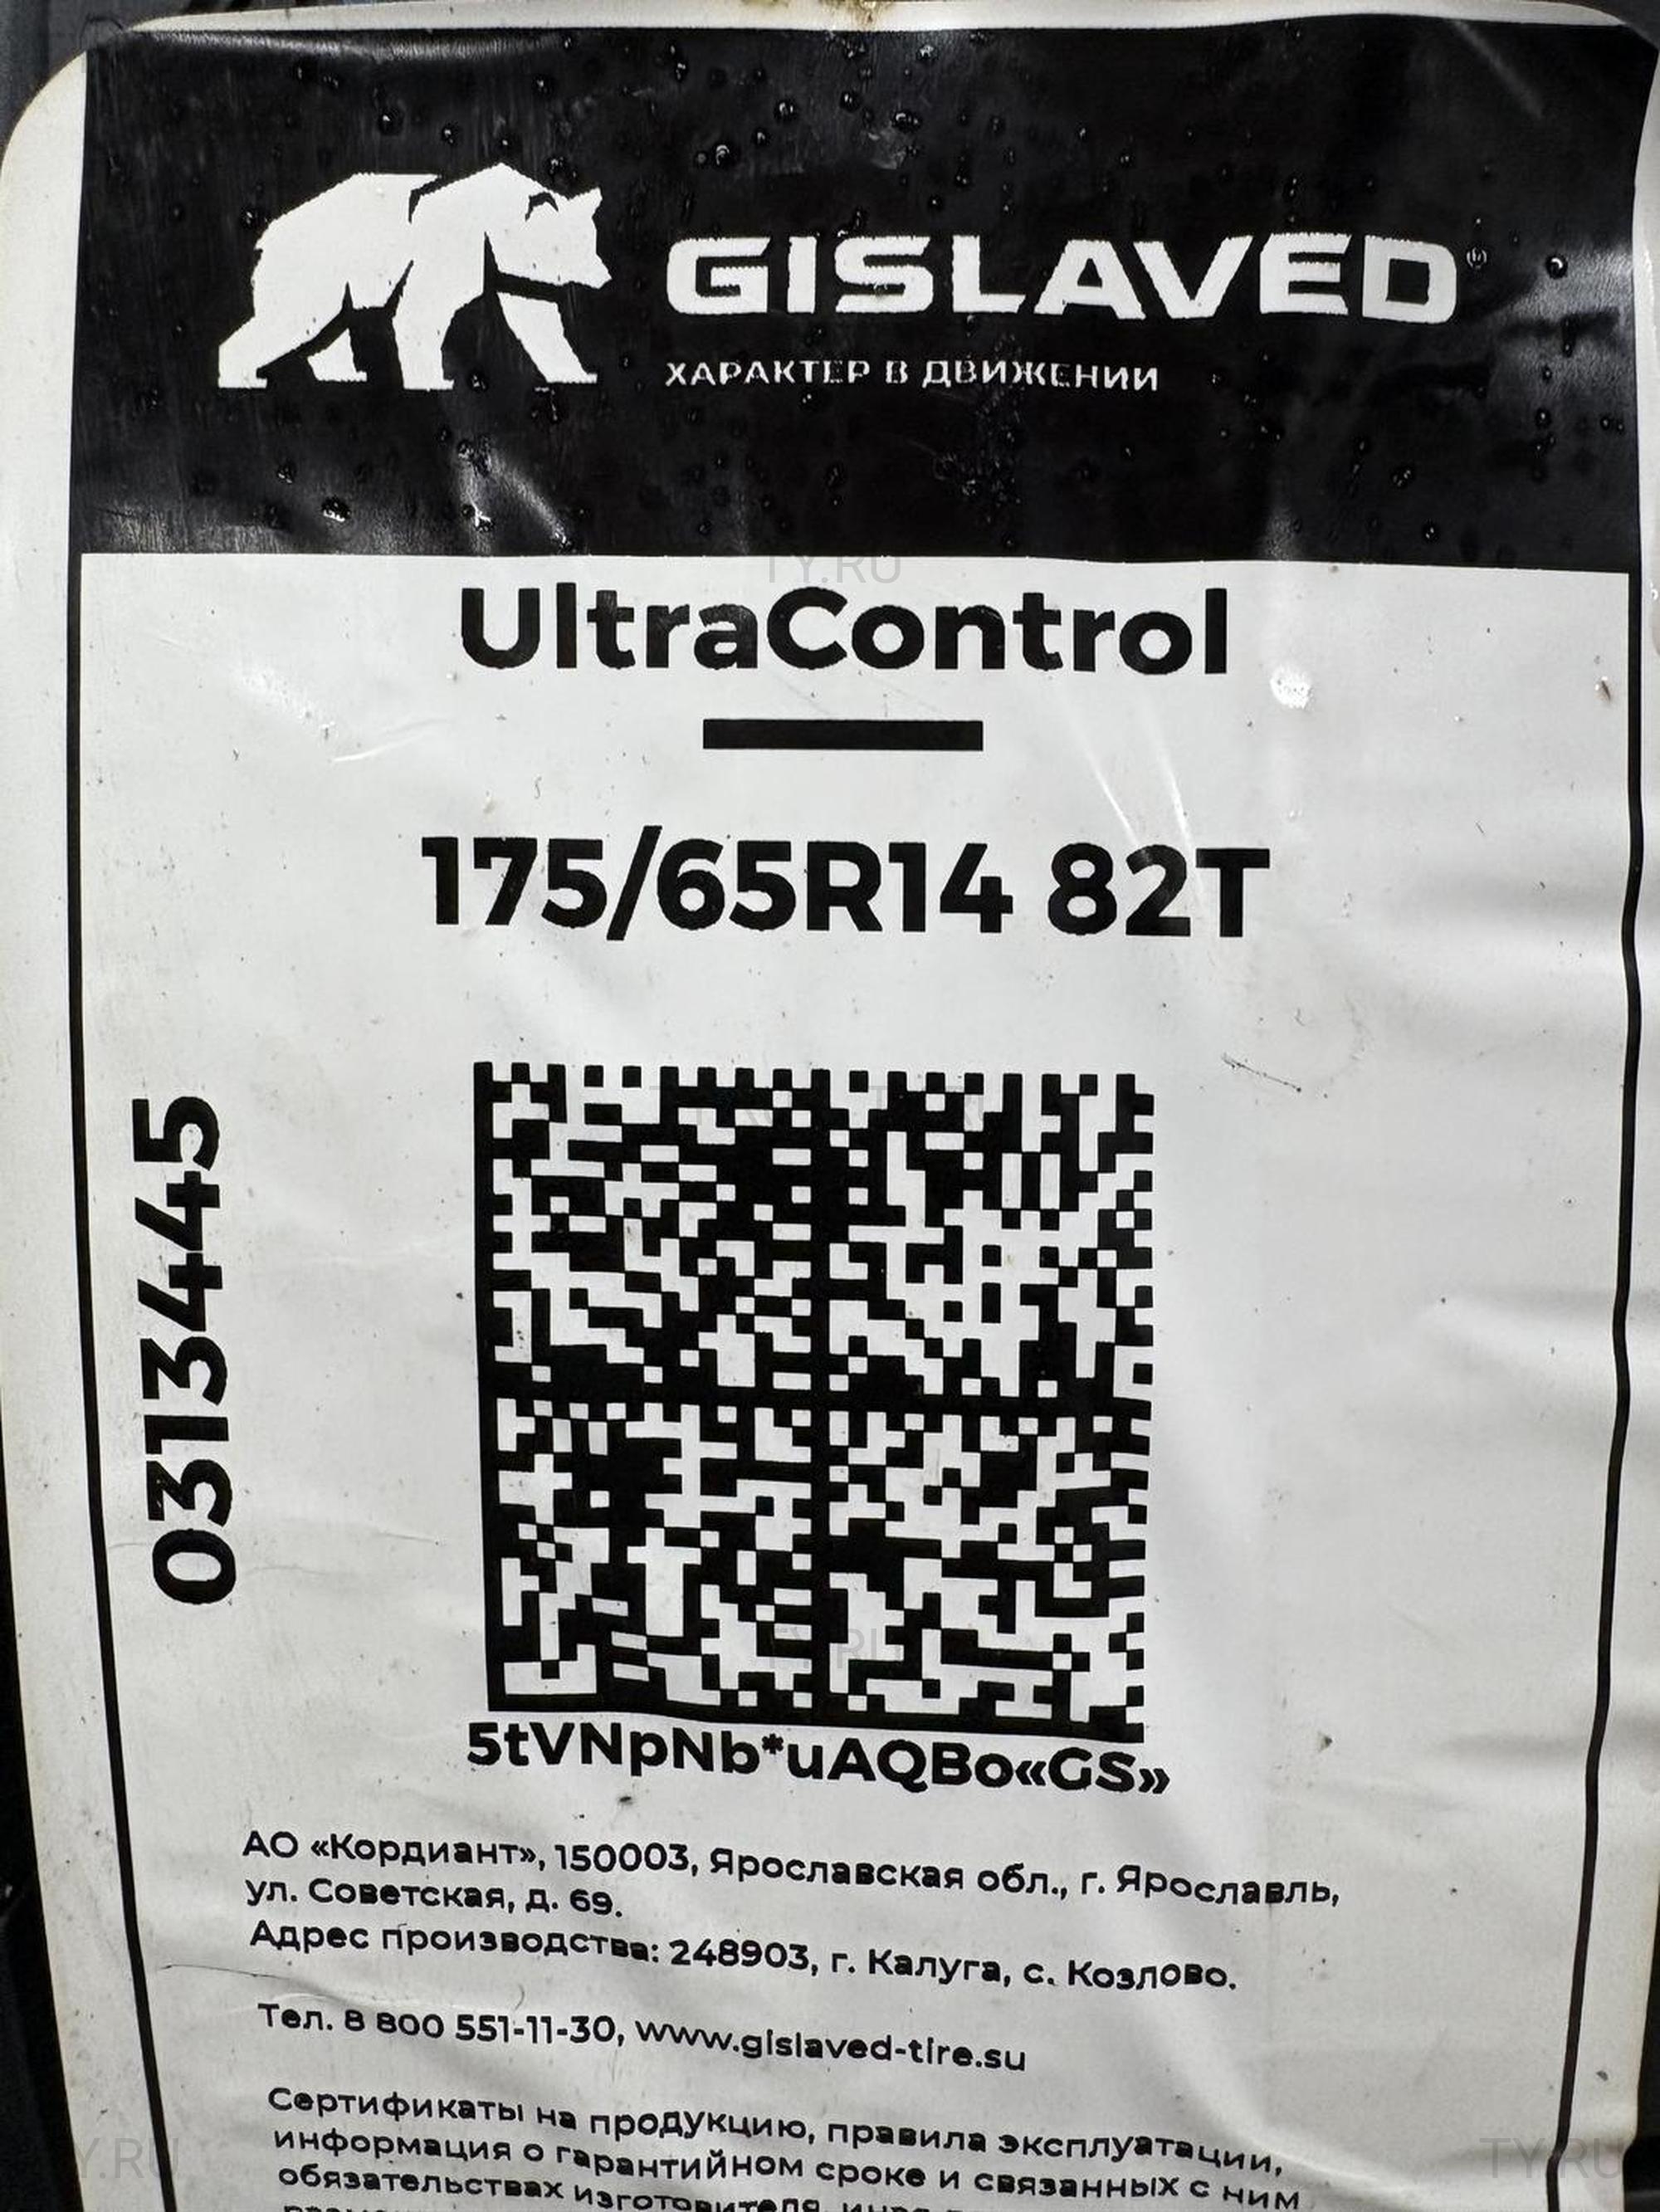 GISLAVED
ХАРАКТЕР В ДВИЖЕНИИ
UltraControl
175/65R14 82T
0313445
5tVNpNb*uAQBo«GS»
АО «Кордиант», 150003, Ярославская обл., г. Ярославль,
ул. Советская, д. 69.
Адрес производства: 248903, г. Калуга, с. Козлово.
Тел. 8 800 551-11-30, www.gislaved-tire.su
Сертификаты на продукцию, правила эксплуатации,
информация о гарантийном сроке и связанных с ним
обязательствах изготовителя,